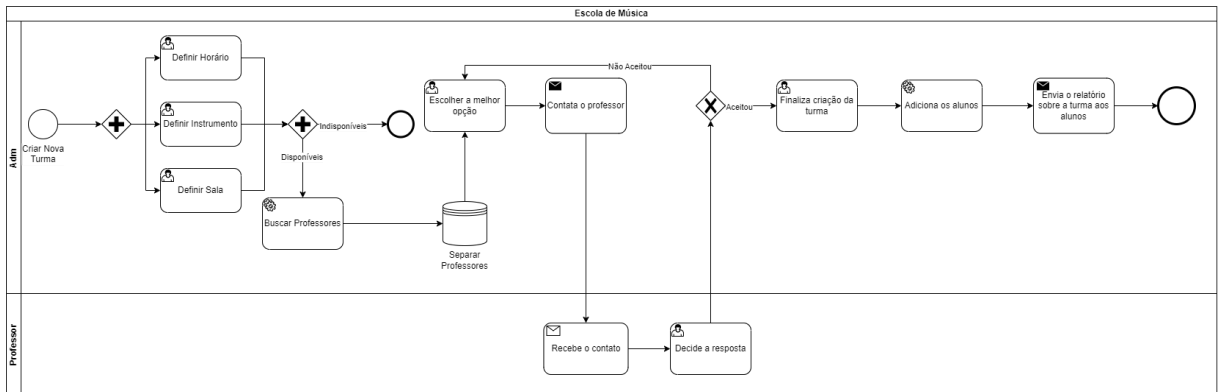 Escola de Música
Adm
Criar Nova
Turma
Definir Horário
Definir Instrumento
Definir Sala
Indisponíveis
Disponíveis
Buscar Professores
Separar
Professores
Escolher a melhor
opção
Contata o professor
Não Aceitou
Aceitou
Finaliza criação da
turma
Adiciona os alunos
Envia o relatório
sobre a turma aos
alunos
Professor
Recebe o contato
Decide a resposta